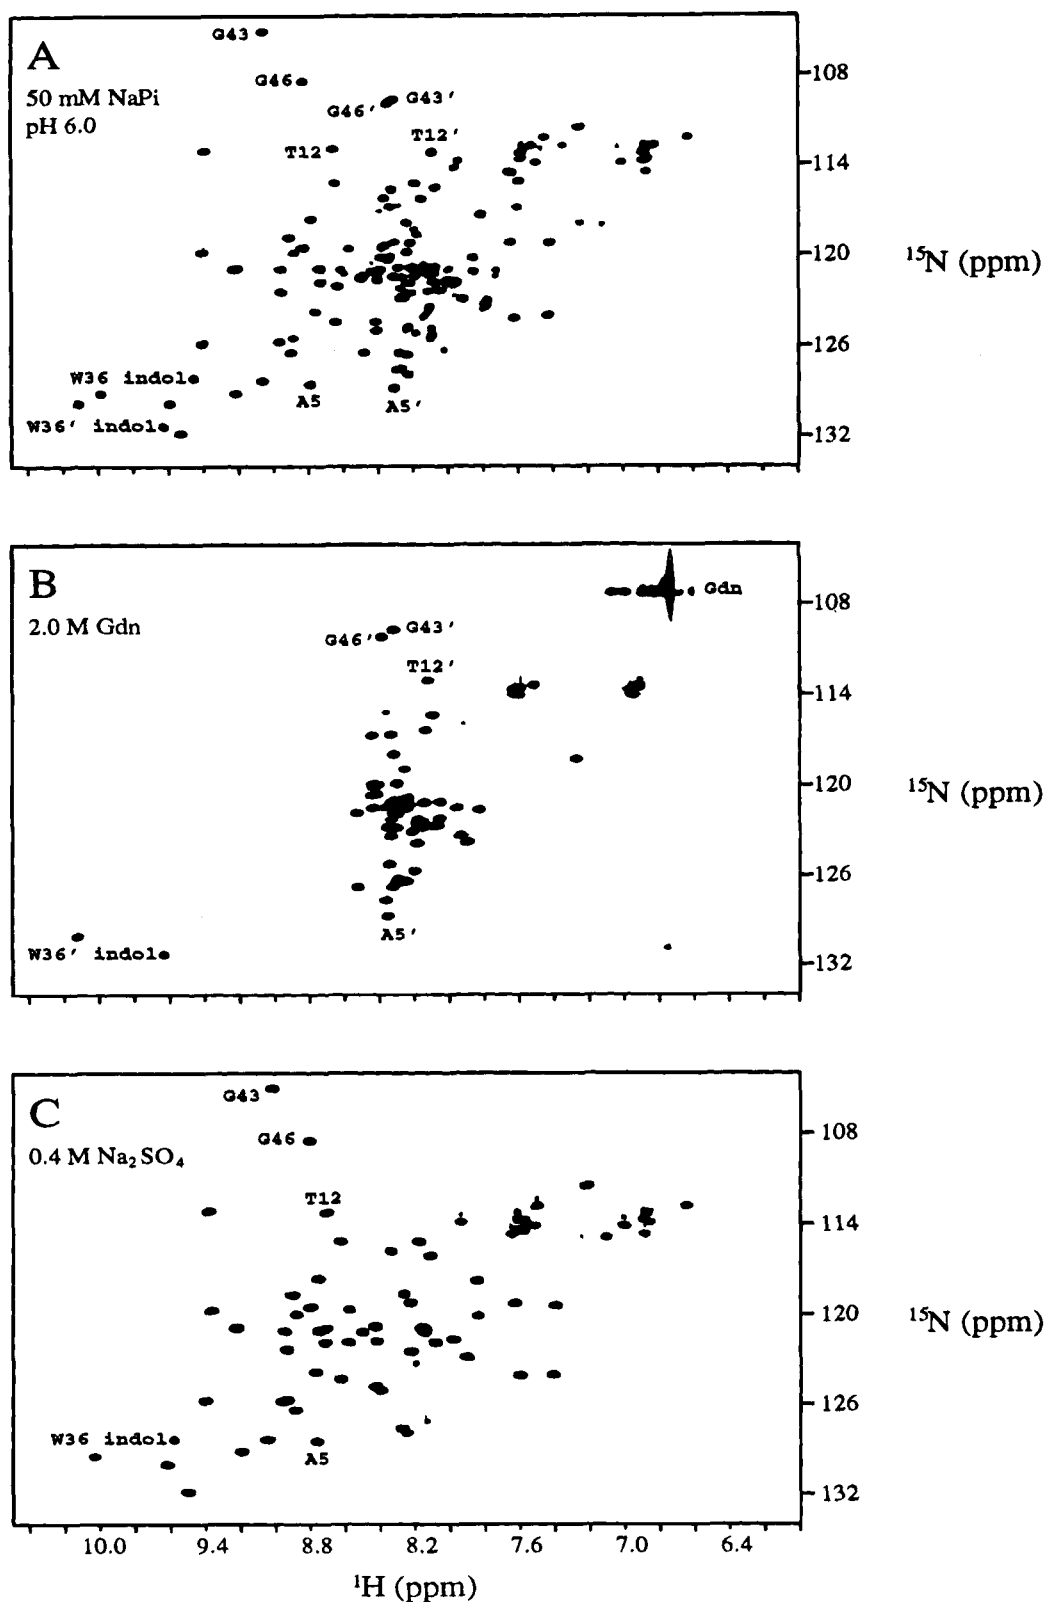 A
50 mM NaPi
pH 6.0
G43
G46
G46′ G43′
T12 T12′
W36 indole
A5 A5′
W36′ indole
108
114
120
126
132
¹⁵N (ppm)
B
2.0 M Gdn
Gdn
G46′ G43′
T12′
A5′
W36′ indole
108
114
120
126
132
¹⁵N (ppm)
C
0.4 M Na₂SO₄
G43
G46
T12
W36 indole
A5
108
114
120
126
132
¹⁵N (ppm)
10.0 9.4 8.8 8.2 7.6 7.0 6.4
¹H (ppm)